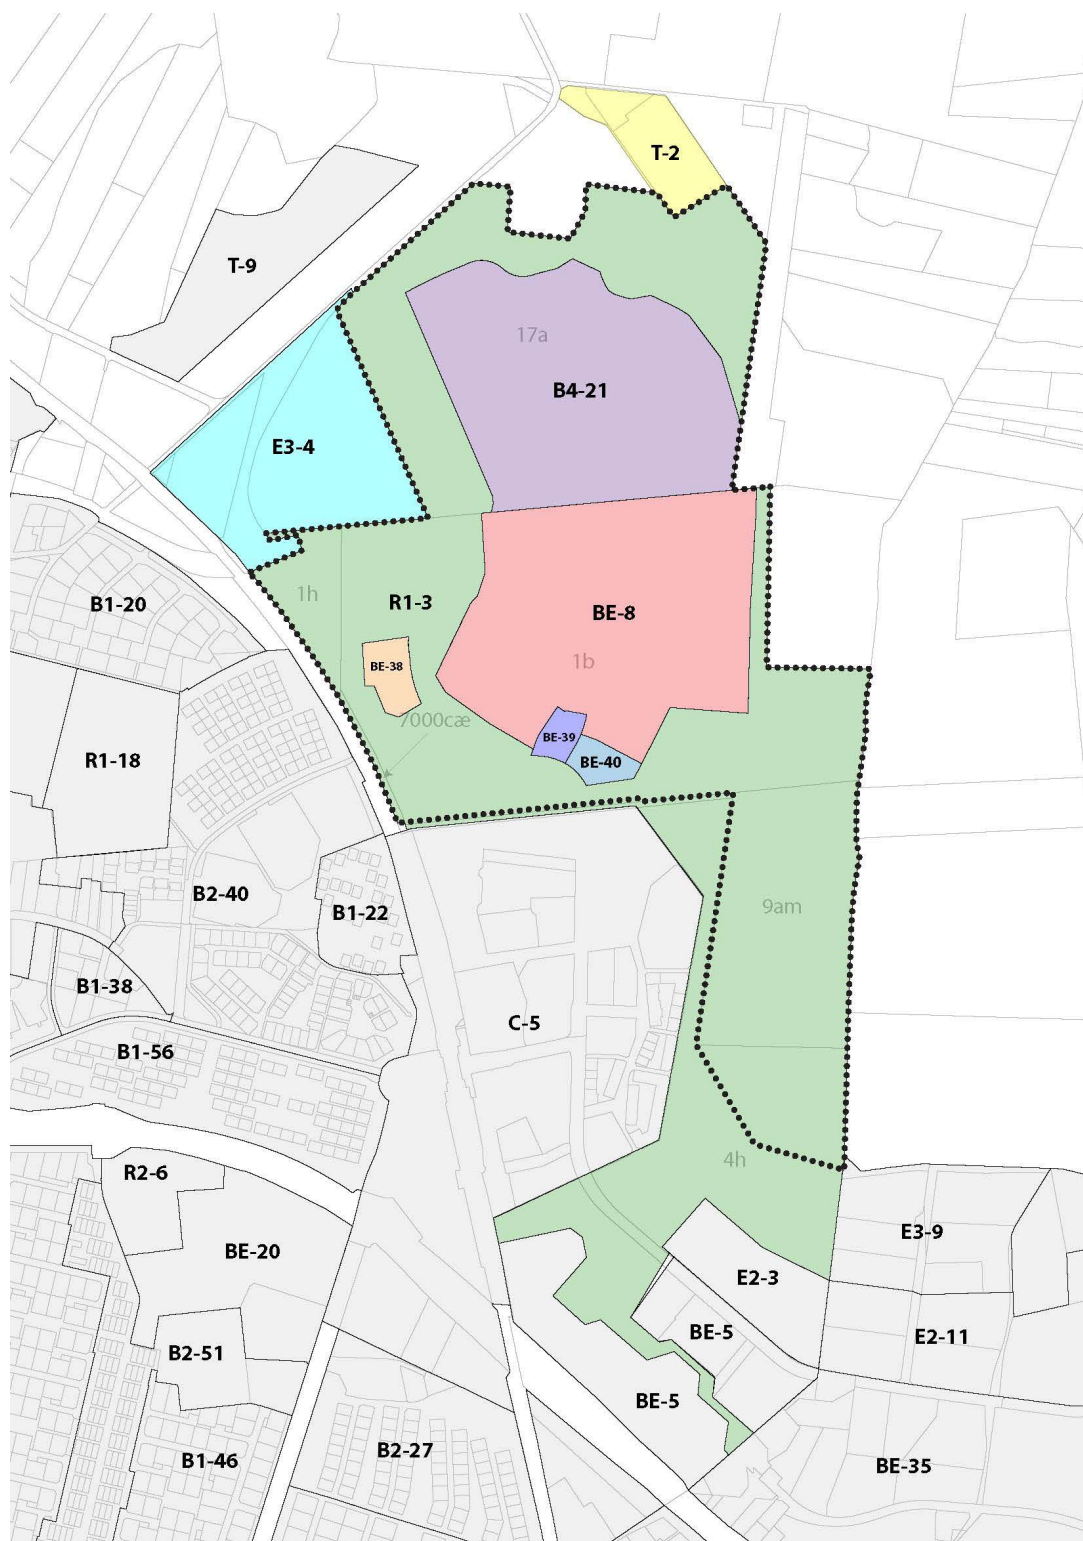 T-2
T-9
17a
B4-21
E3-4
1h
R1-3
B1-20
BE-8
1b
BE-38
7000cæ
BE-39
BE-40
R1-18
B2-40
B1-22
9am
B1-38
C-5
B1-56
4h
R2-6
E3-9
BE-20
E2-3
BE-5
E2-11
B2-51
BE-5
B2-27
B1-46
BE-35